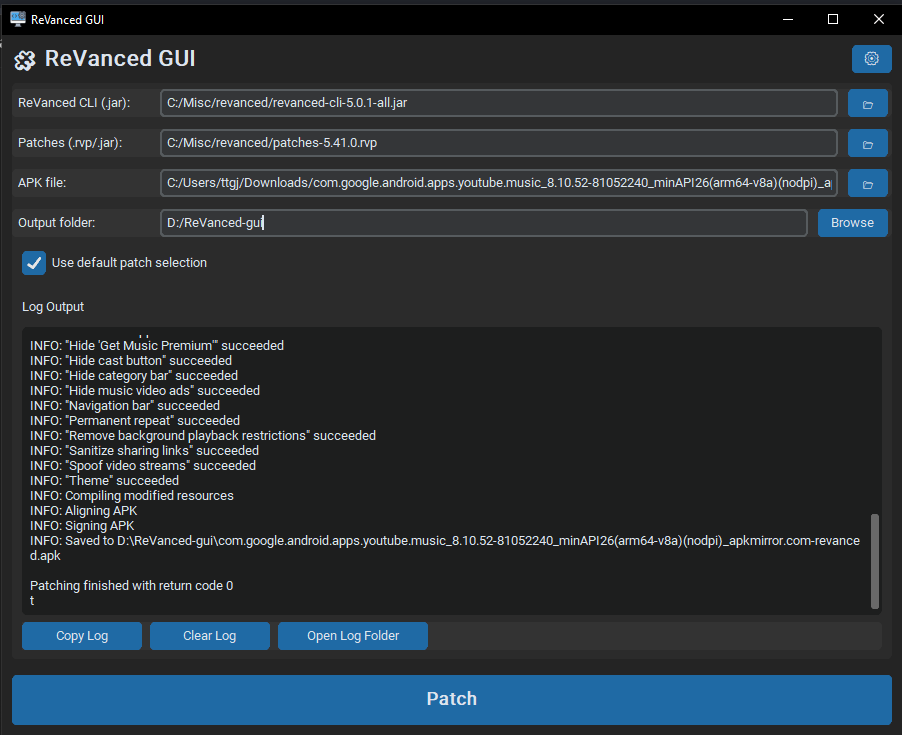 ReVanced GUI
ReVanced GUI
ReVanced CLI (.jar): C:/Misc/revanced/revanced-cli-5.0.1-all.jar
Patches (.rvp/.jar): C:/Misc/revanced/patches-5.41.0.rvp
APK file: C:/Users/ttgj/Downloads/com.google.android.apps.youtube.music_8.10.52-81052240_minAPI26(arm64-v8a)(nodpi)_a
Output folder: D:/ReVanced-gui Browse
Use default patch selection
Log Output
INFO: "Hide 'Get Music Premium'" succeeded
INFO: "Hide cast button" succeeded
INFO: "Hide category bar" succeeded
INFO: "Hide music video ads" succeeded
INFO: "Navigation bar" succeeded
INFO: "Permanent repeat" succeeded
INFO: "Remove background playback restrictions" succeeded
INFO: "Sanitize sharing links" succeeded
INFO: "Spoof video streams" succeeded
INFO: "Theme" succeeded
INFO: Compiling modified resources
INFO: Aligning APK
INFO: Signing APK
INFO: Saved to D:\ReVanced-gui\com.google.android.apps.youtube.music_8.10.52-81052240_minAPI26(arm64-v8a)(nodpi)_apkmirror.com-revance
d.apk
Patching finished with return code 0
t
Copy Log Clear Log Open Log Folder
Patch